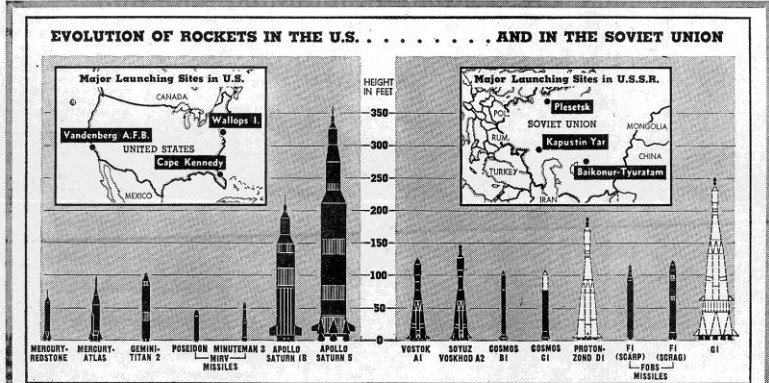 EVOLUTION OF ROCKETS IN THE U.S. . . . . . . . . . AND IN THE SOVIET UNION
Major Launching Sites in U.S.
CANADA
Wallops I.
Vandenberg A.F.B.
UNITED STATES
Cape Kennedy
MEXICO
HEIGHT
IN FEET
350
300
250
200
150
100
50
0
Major Launching Sites in U.S.S.R.
Plesetsk
POL.
SOVIET UNION
MONGOLIA
RUM.
Kapustin Yar
CHINA
TURKEY
Baikonur-Tyuratam
IRAN
MERCURY-
REDSTONE
MERCURY-
ATLAS
GEMINI-
TITAN 2
POSEIDON
MINUTEMAN 3
MIRV
MISSILES
APOLLO
SATURN 1B
APOLLO
SATURN 5
VOSTOK
A1
SOYUZ
VOSKHOD A2
COSMOS
B1
COSMOS
C1
PROTON-
ZOND D1
F1
(SCARP)
F1
(SCRAG)
FOBS
MISSILES
G1